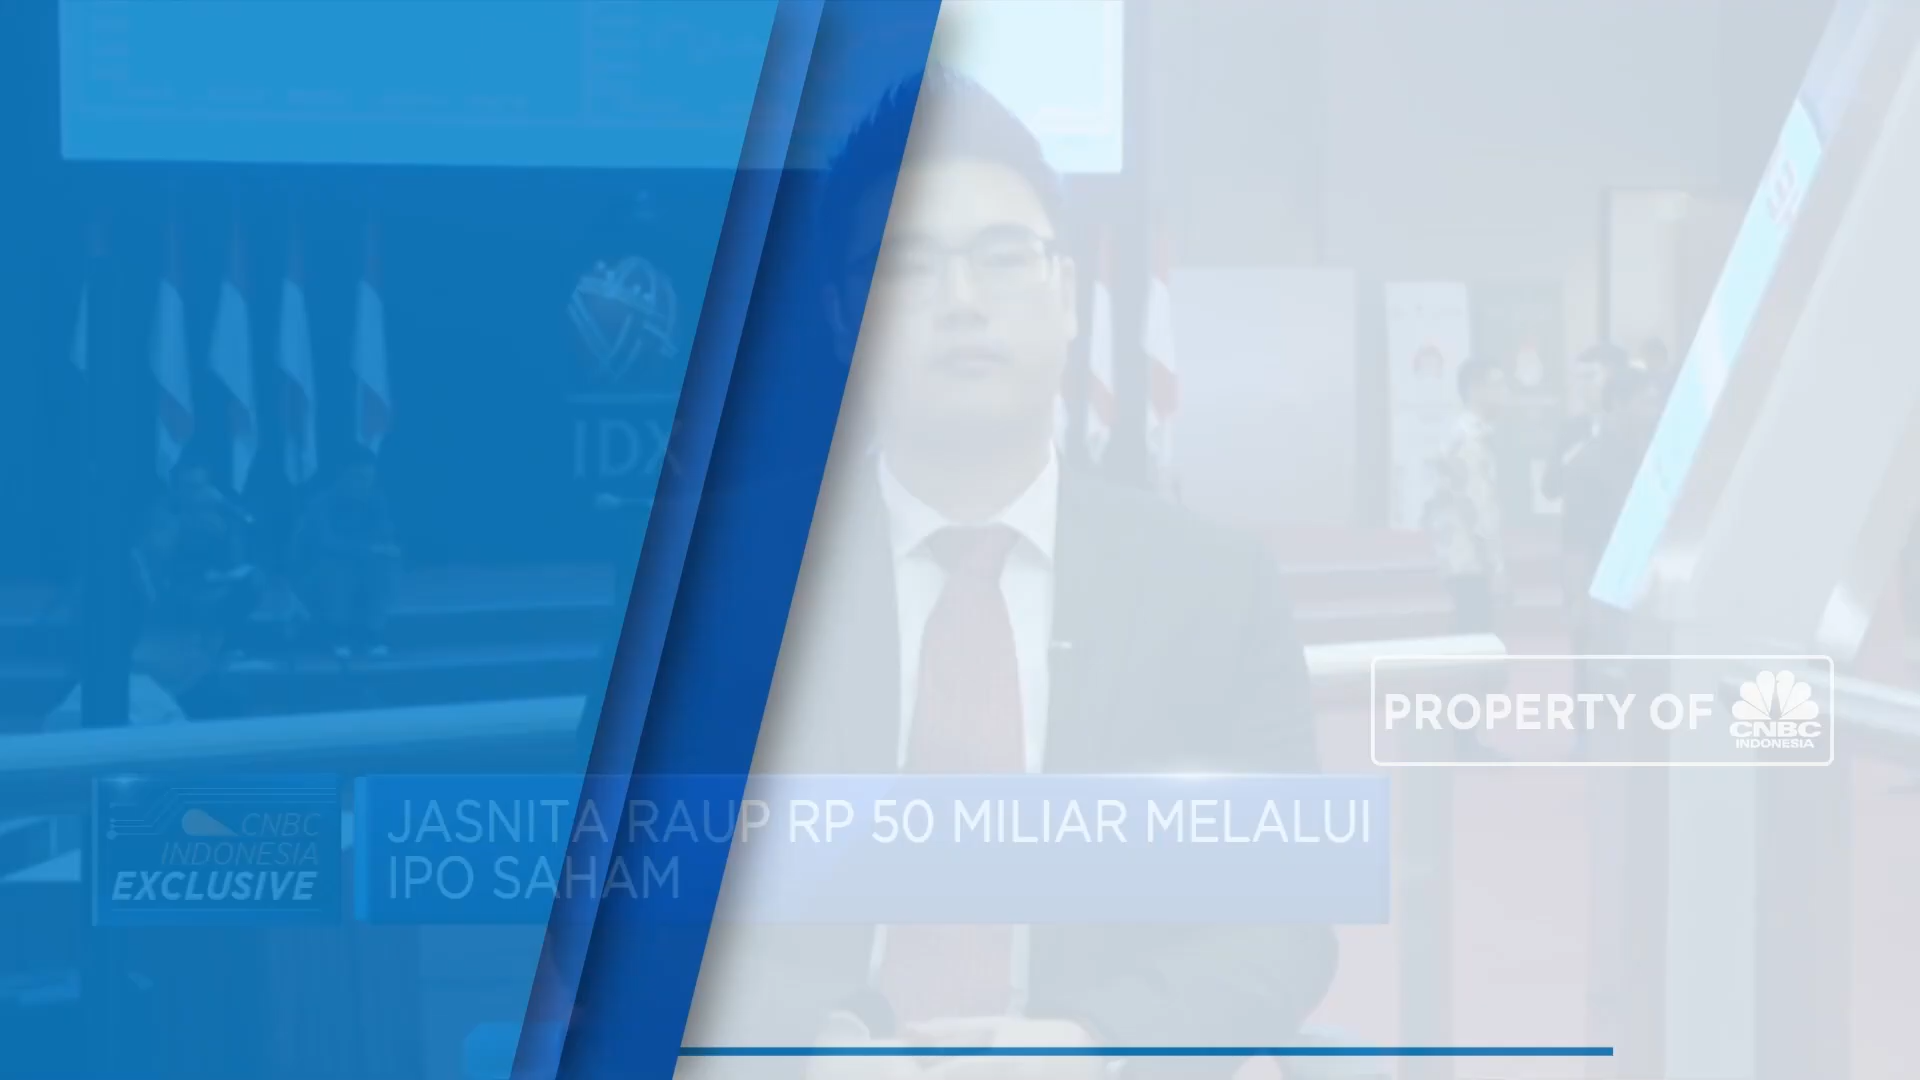 IDX
PROPERTY OF CNBC
INDONESIA
CNBC
INDONESIA
EXCLUSIVE
JASNITA RAUP RP 50 MILIAR MELALUI
IPO SAHAM